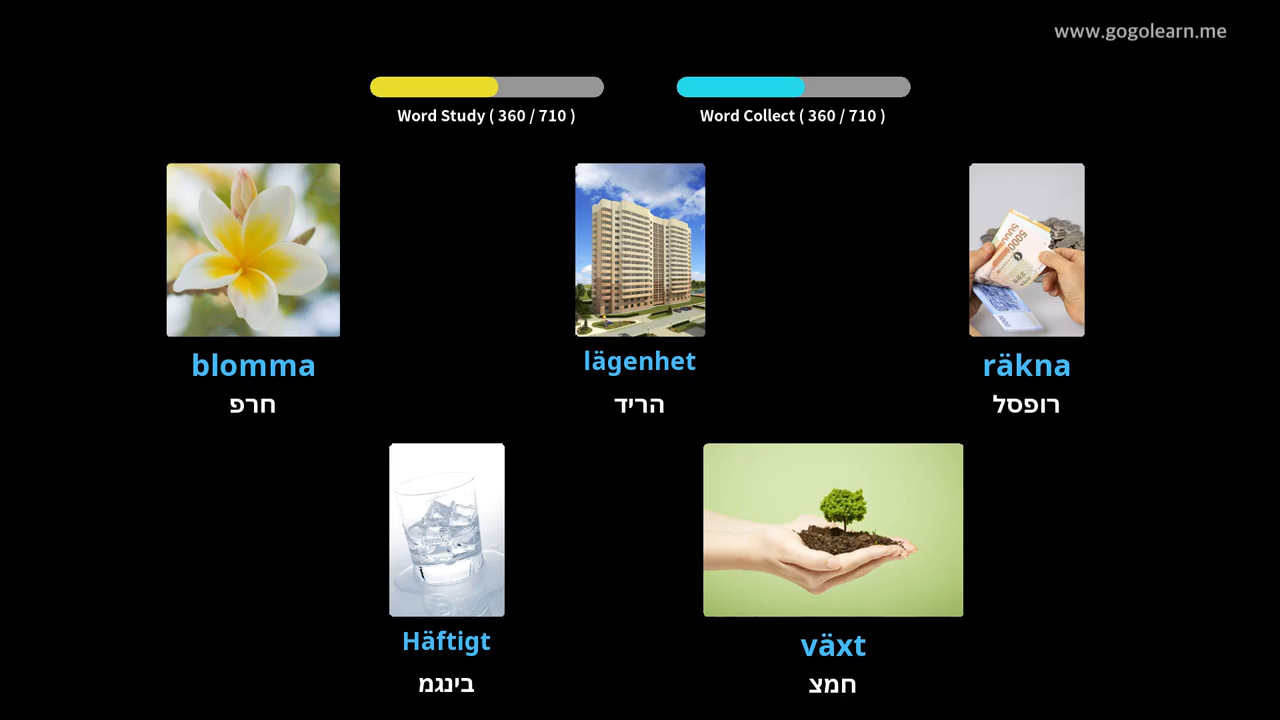 www.gogolearn.me
Word Study ( 360 / 710 )
Word Collect ( 360 / 710 )
blomma
חרפ
lägenhet
הריד
räkna
רופסל
Häftigt
בינגמ
växt
חמצ